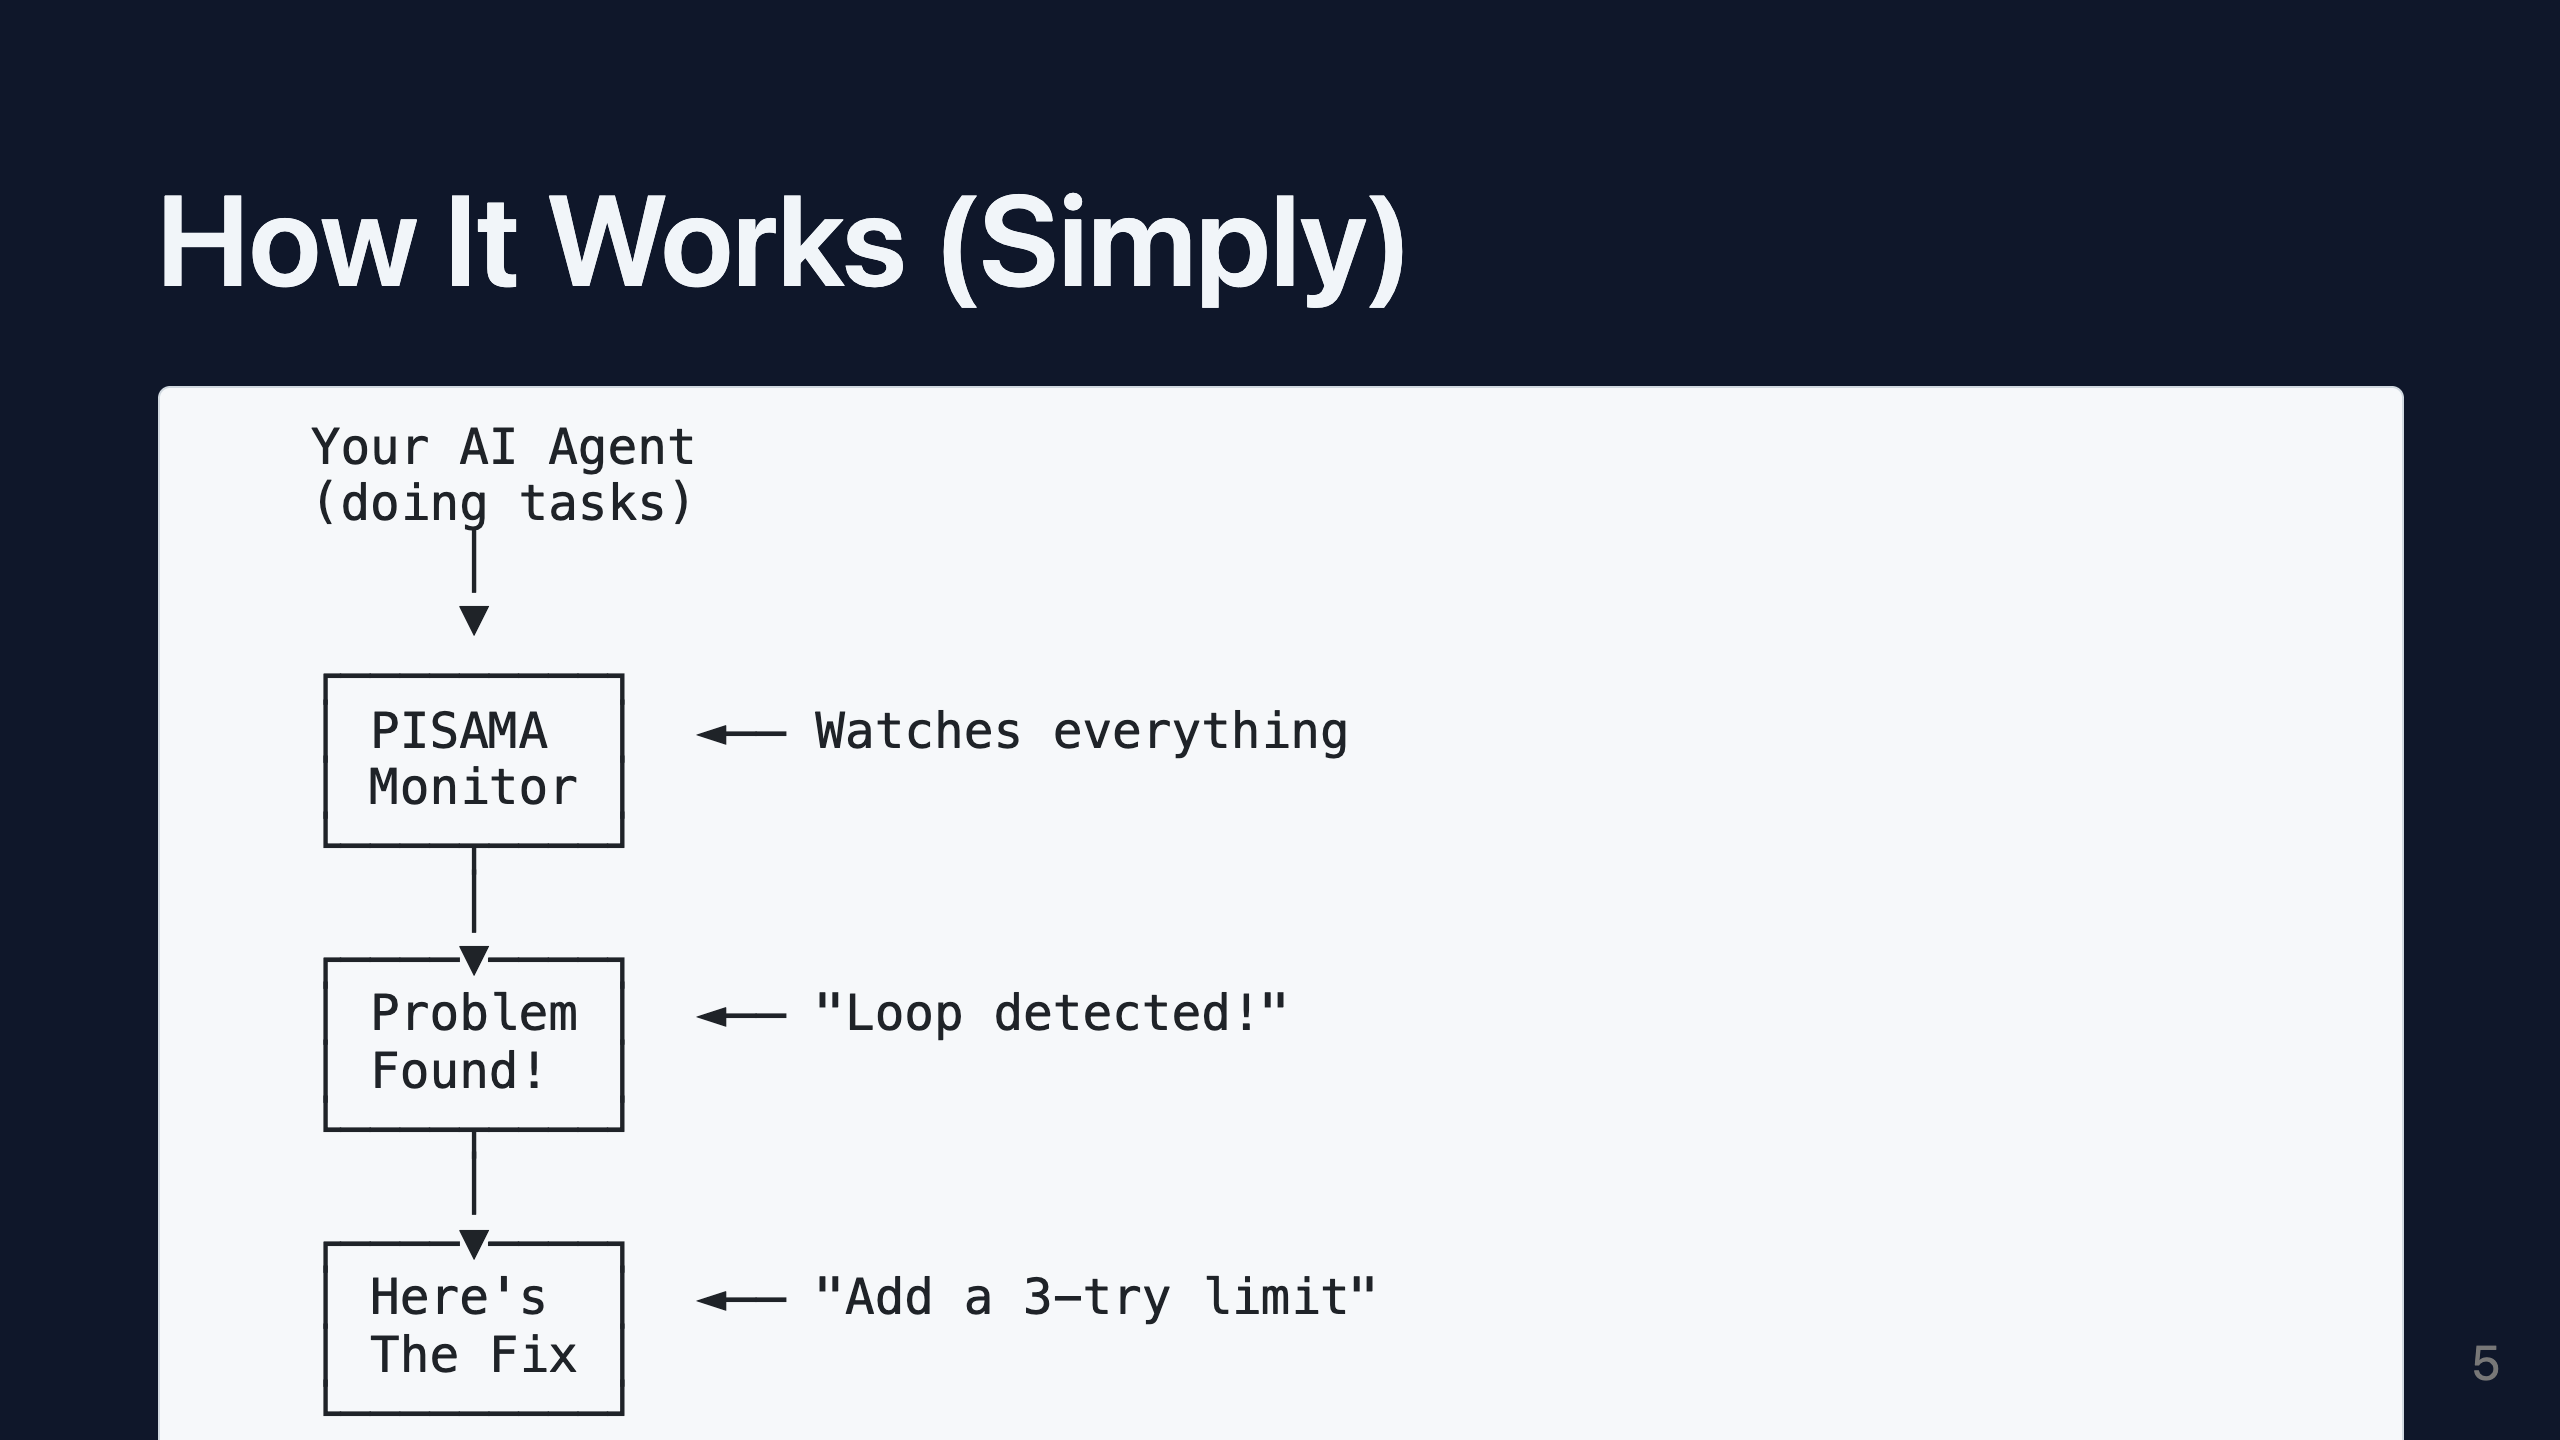 How It Works (Simply)
Your AI Agent
(doing tasks)
PISAMA
Monitor
Watches everything
Problem
Found!
"Loop detected!"
Here's
The Fix
"Add a 3-try limit"
5